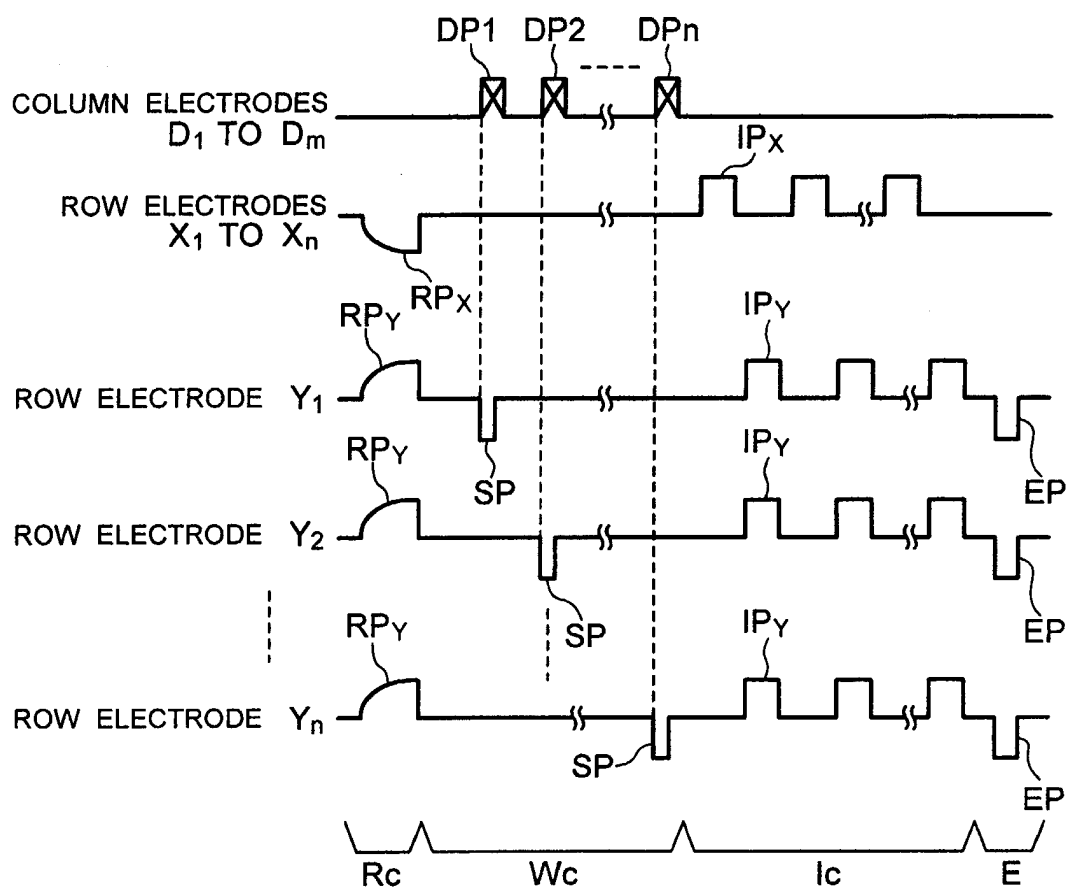 DP1 DP2 DPn
COLUMN ELECTRODES
D1 TO Dm
IPX
ROW ELECTRODES
X1 TO Xn
RPX
RPY IPY
ROW ELECTRODE Y1
SP EP
RPY IPY
ROW ELECTRODE Y2
SP EP
RPY IPY
ROW ELECTRODE Yn
SP EP
Rc Wc Ic E